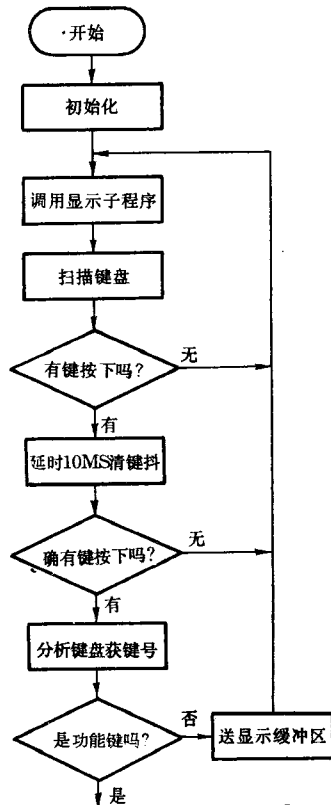 开始
初始化
调用显示子程序
扫描键盘
有键按下吗？
无
有
延时10MS清键抖
确有键按下吗？
无
有
分析键盘获键号
是功能键吗？
否
送显示缓冲区
是